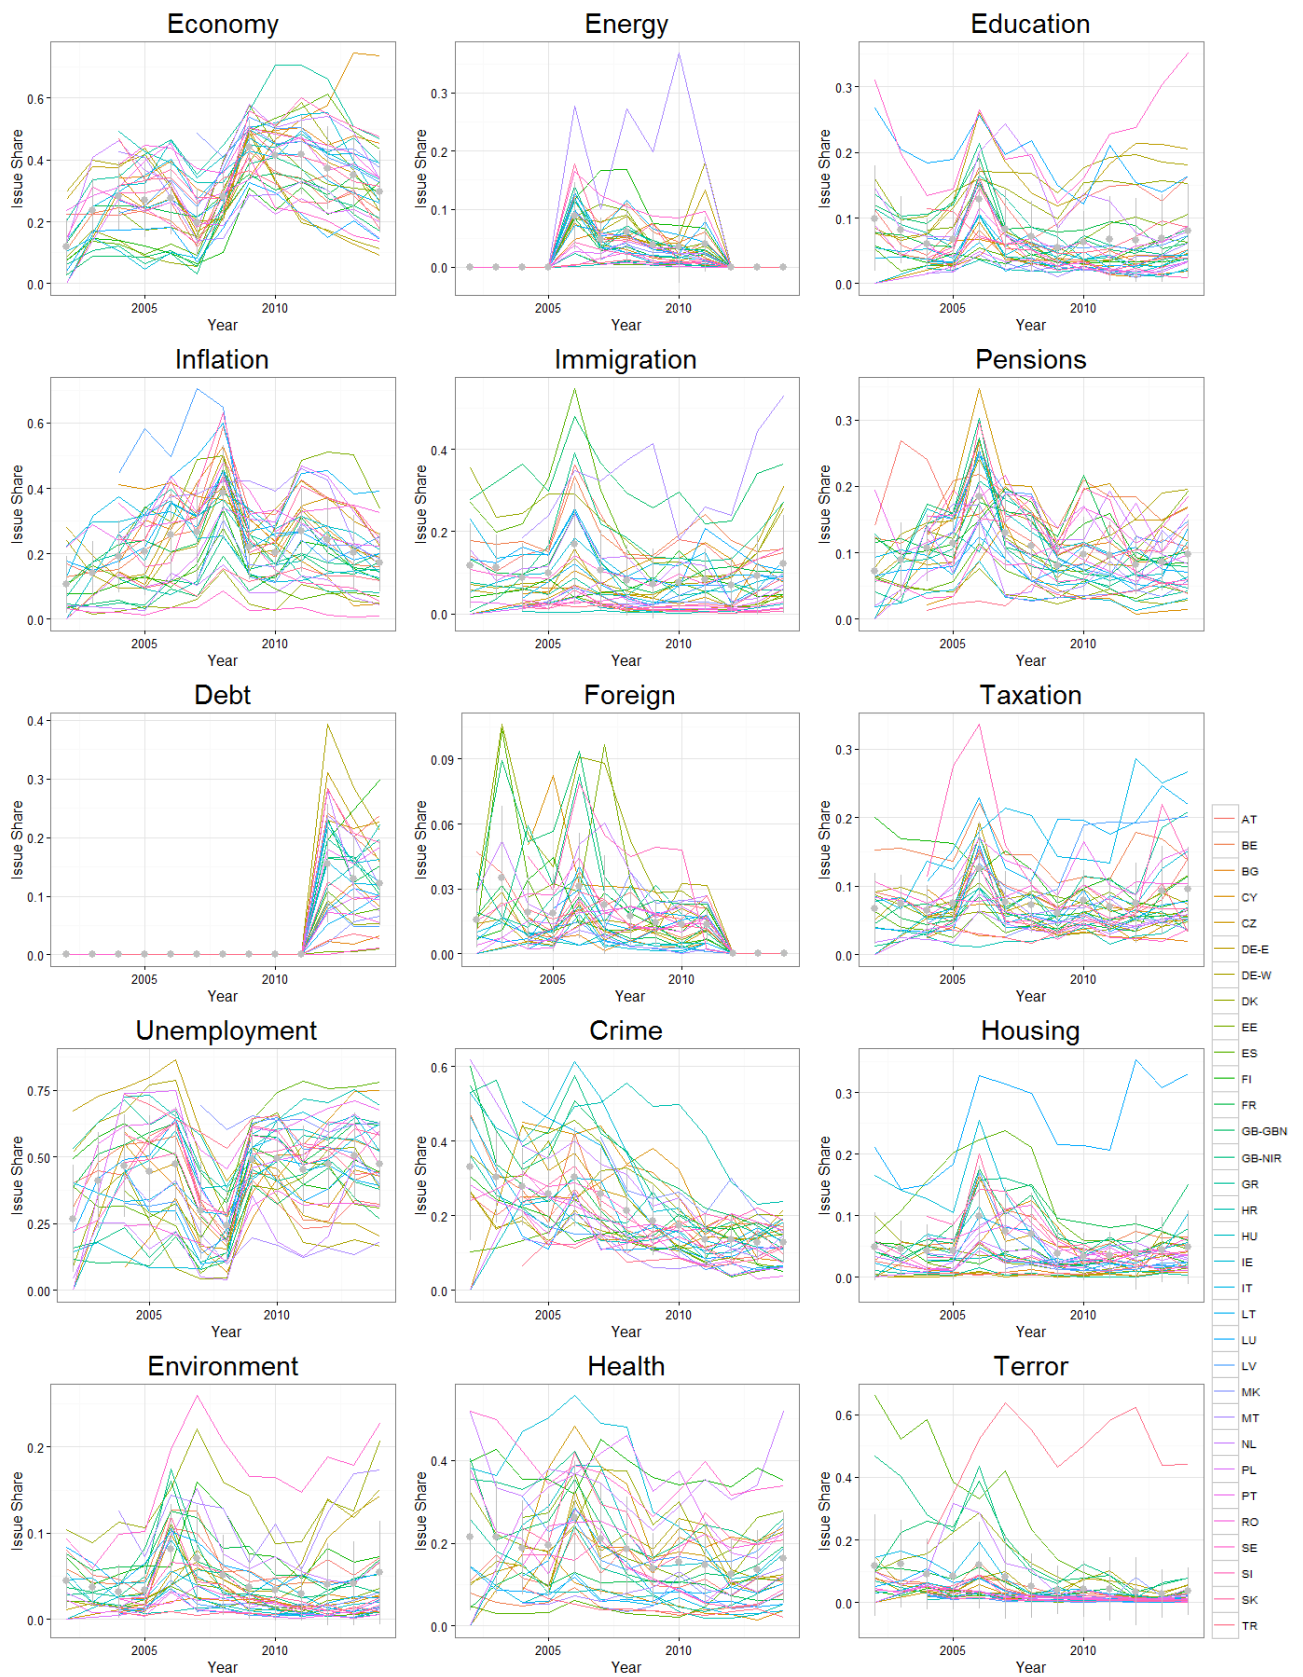 Economy
Energy
Education
Issue Share
0.6
0.4
0.2
0.0
2005
2010
Year
Issue Share
0.3
0.2
0.1
0.0
2005
2010
Year
Issue Share
0.3
0.2
0.1
0.0
2005
2010
Year
Inflation
Immigration
Pensions
Issue Share
0.6
0.4
0.2
0.0
2005
2010
Year
Issue Share
0.4
0.2
0.0
2005
2010
Year
Issue Share
0.3
0.2
0.1
0.0
2005
2010
Year
Debt
Foreign
Taxation
Issue Share
0.4
0.3
0.2
0.1
0.0
2005
2010
Year
Issue Share
0.09
0.06
0.03
0.00
2005
2010
Year
Issue Share
0.3
0.2
0.1
0.0
2005
2010
Year
Unemployment
Crime
Housing
Issue Share
0.75
0.50
0.25
0.00
2005
2010
Year
Issue Share
0.6
0.4
0.2
0.0
2005
2010
Year
Issue Share
0.3
0.2
0.1
0.0
2005
2010
Year
Environment
Health
Terror
Issue Share
0.2
0.1
0.0
2005
2010
Year
Issue Share
0.4
0.2
0.0
2005
2010
Year
Issue Share
0.6
0.4
0.2
0.0
2005
2010
Year
AT
BE
BG
CY
CZ
DE-E
DE-W
DK
EE
ES
FI
FR
GB-GBN
GB-NIR
GR
HR
HU
IE
IT
LT
LU
LV
MK
MT
NL
PL
PT
RO
SE
SI
SK
TR